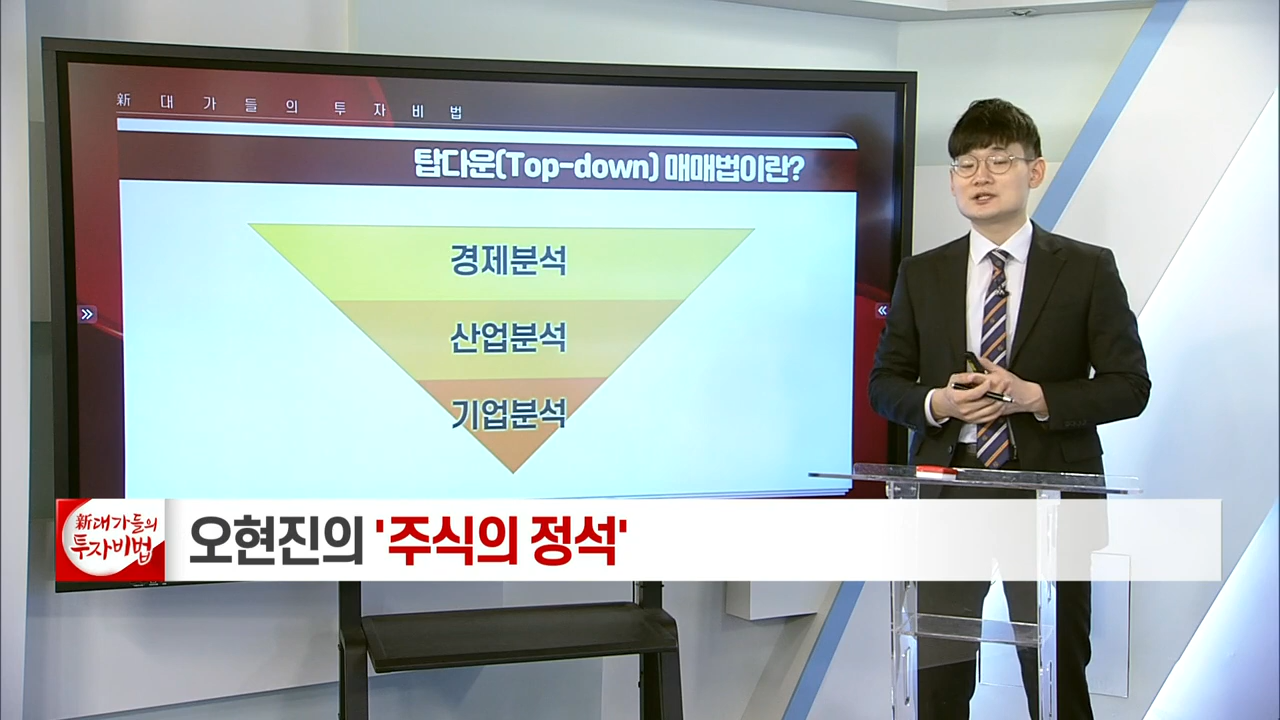 新 대가들의 투자비법
탑다운(Top-down) 매매법이란?
경제분석
산업분석
기업분석
新대가들의
투자비법
오현진의 '주식의 정석'